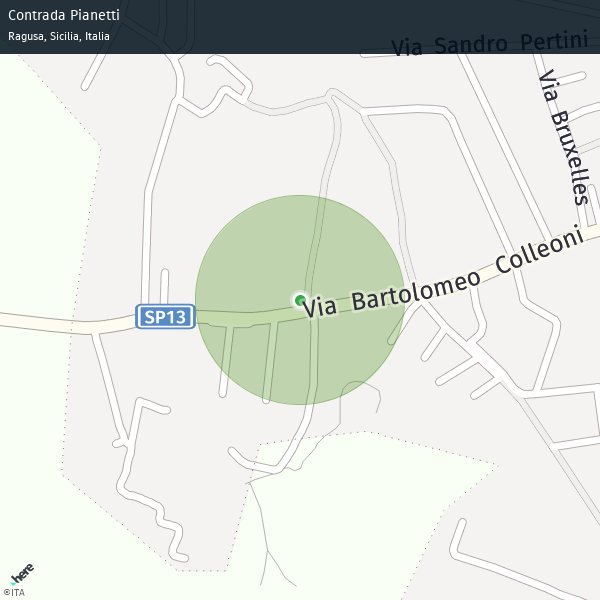 Contrada Pianetti
Ragusa, Sicilia, Italia
Via Sandro Pertini
Via Bruxelles
Via Bartolomeo Colleoni
SP13
here
©ITA